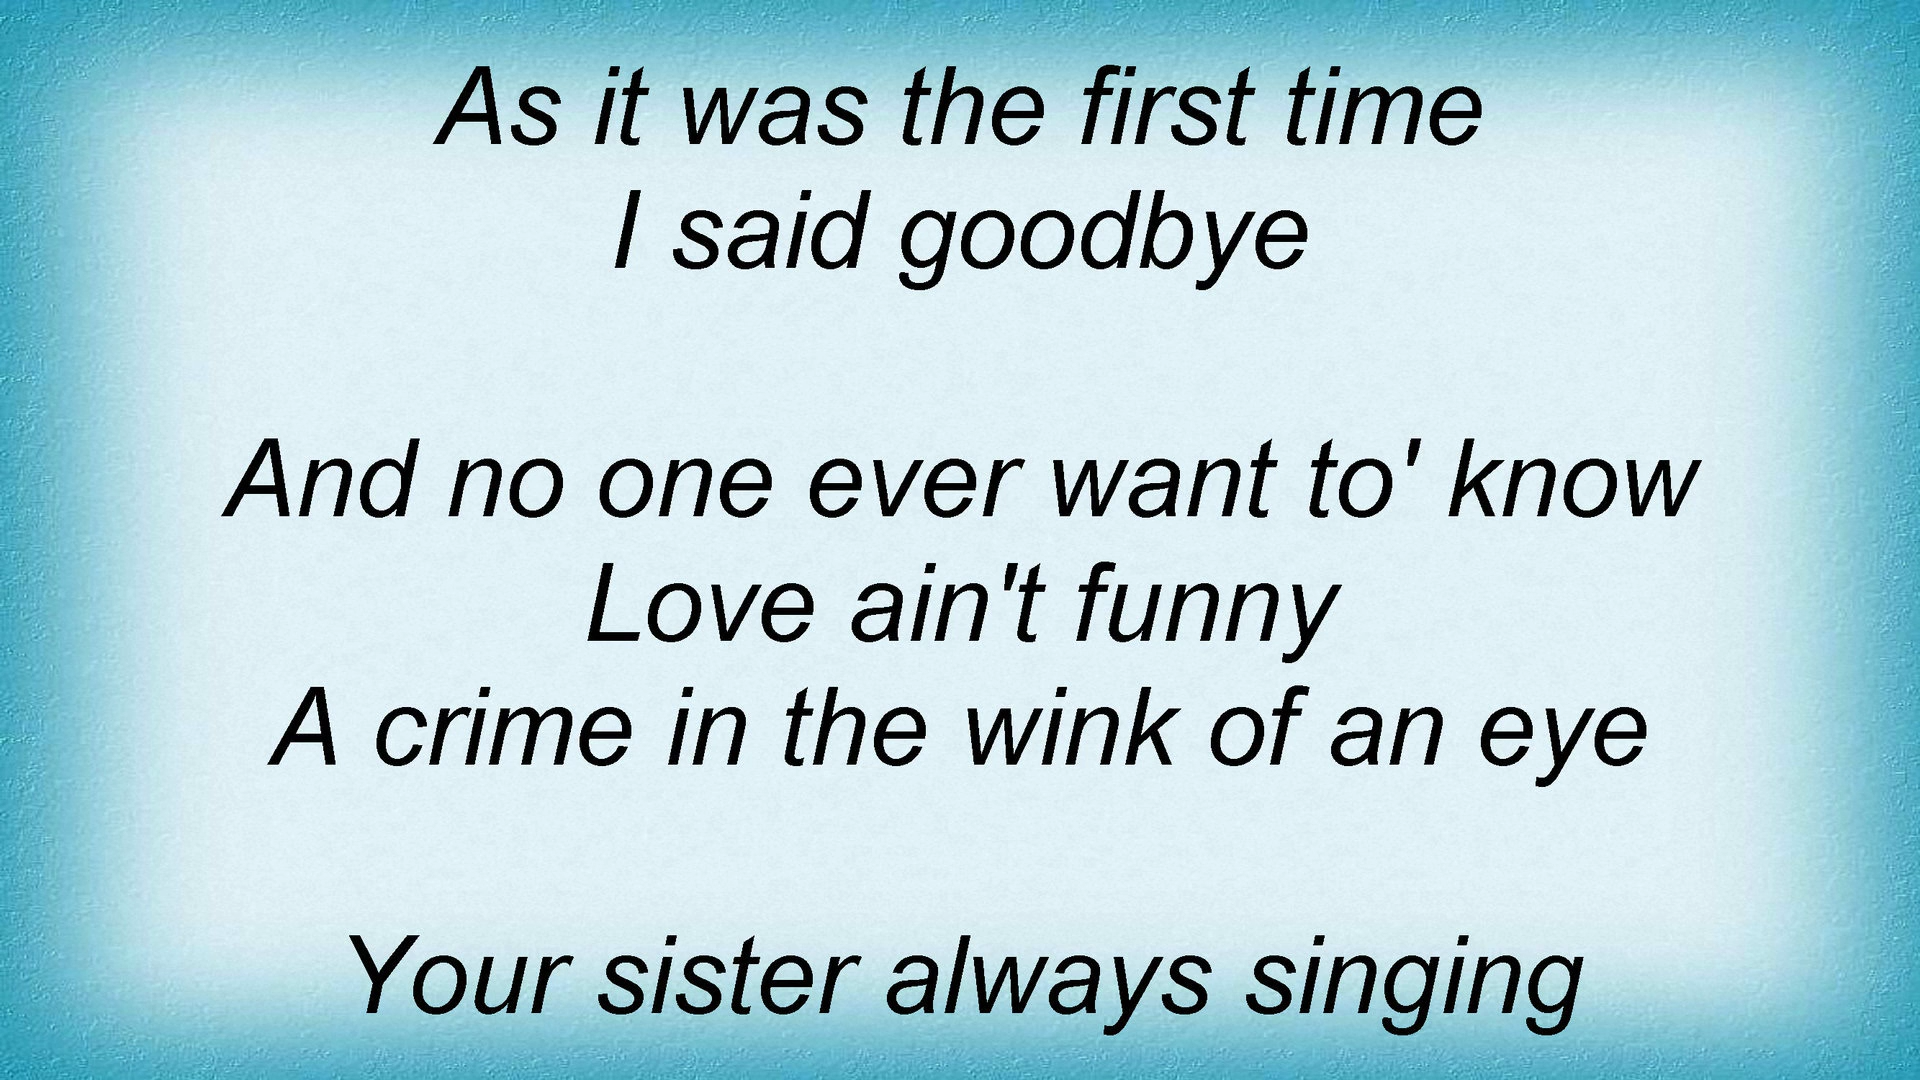 As it was the first time
I said goodbye
And no one ever want to' know
Love ain't funny
A crime in the wink of an eye
Your sister always singing